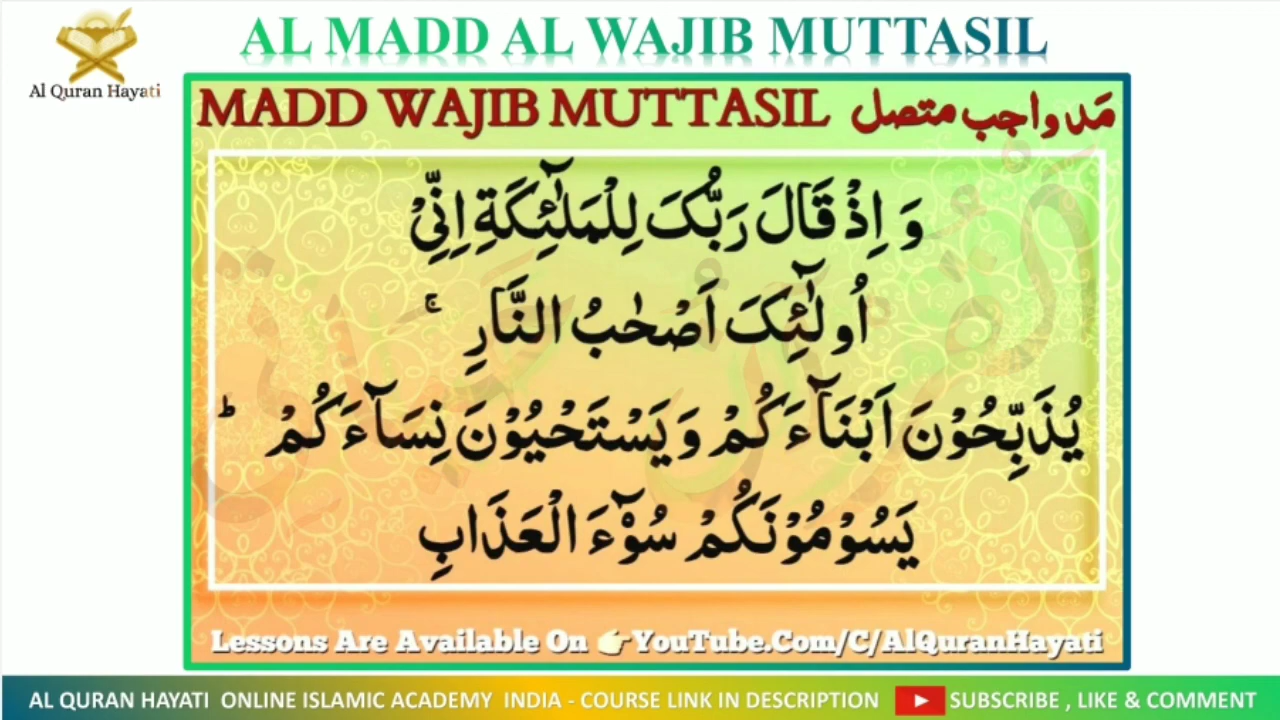 Al Quran Hayati
AL MADD AL WAJIB MUTTASIL
MADD WAJIB MUTTASIL مَد واجب متصل
وَ اِذْ قَالَ رَبُّكَ لِلْمَلٰٓئِكَةِ اِنِّیْ
اُولٰٓئِكَ اَصْحٰبُ النَّارِ ۚ
یُذَبِّحُوْنَ اَبْنَآءَكُمْ وَ یَسْتَحْیُوْنَ نِسَآءَكُمْ ؕ
یَسُوْمُوْنَكُمْ سُوْٓءَ الْعَذَابِ
Lessons Are Available On 👉YouTube.Com/C/AlQuranHayati
AL QURAN HAYATI ONLINE ISLAMIC ACADEMY INDIA - COURSE LINK IN DESCRIPTION SUBSCRIBE , LIKE & COMMENT